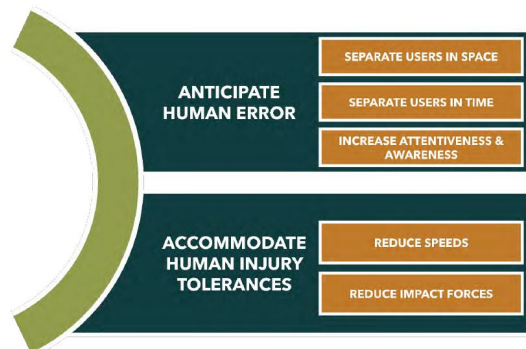 ANTICIPATE
HUMAN ERROR
SEPARATE USERS IN SPACE
SEPARATE USERS IN TIME
INCREASE ATTENTIVENESS &
AWARENESS
ACCOMMODATE
HUMAN INJURY
TOLERANCES
REDUCE SPEEDS
REDUCE IMPACT FORCES